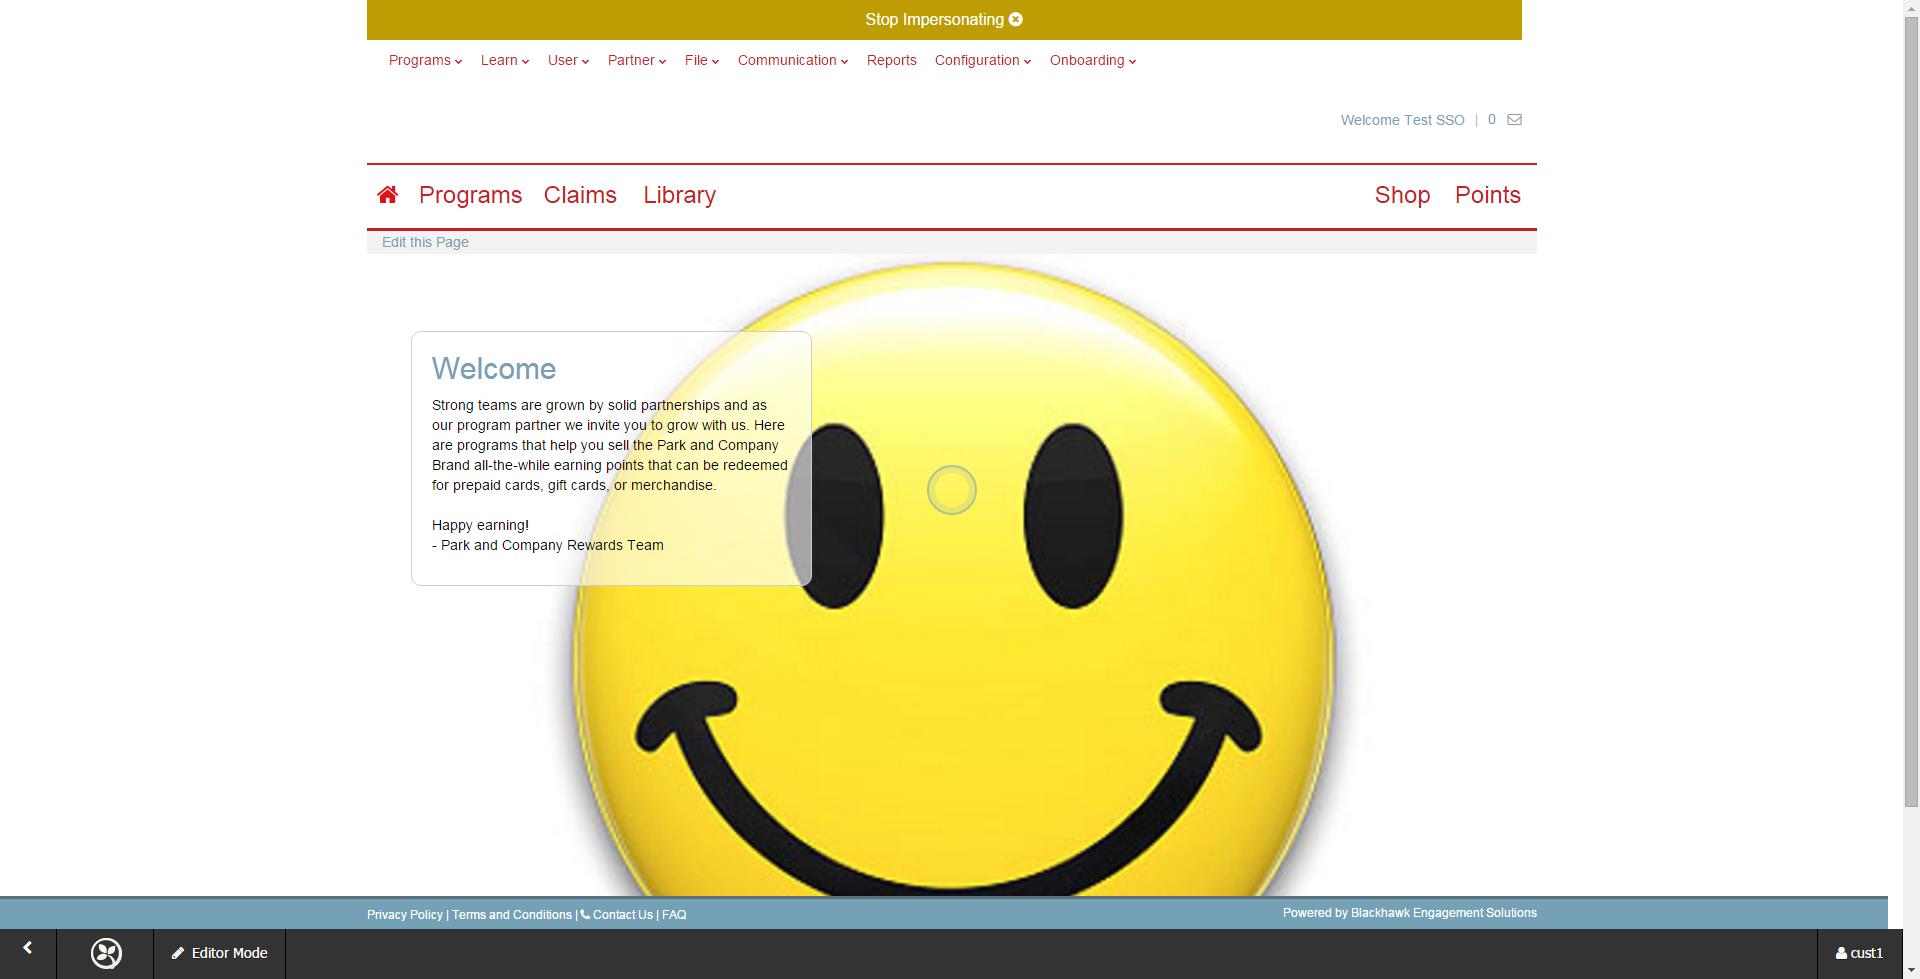 Stop Impersonating
Programs Learn User Partner File Communication Reports Configuration Onboarding
Welcome Test SSO | 0
Programs Claims Library Shop Points
Edit this Page
Welcome
Strong teams are grown by solid partnerships and as
our program partner we invite you to grow with us. Here
are programs that help you sell the Park and Company
Brand all-the-while earning points that can be redeemed
for prepaid cards, gift cards, or merchandise.
Happy earning!
- Park and Company Rewards Team
Privacy Policy | Terms and Conditions | Contact Us | FAQ
Powered by Blackhawk Engagement Solutions
Editor Mode
cust1